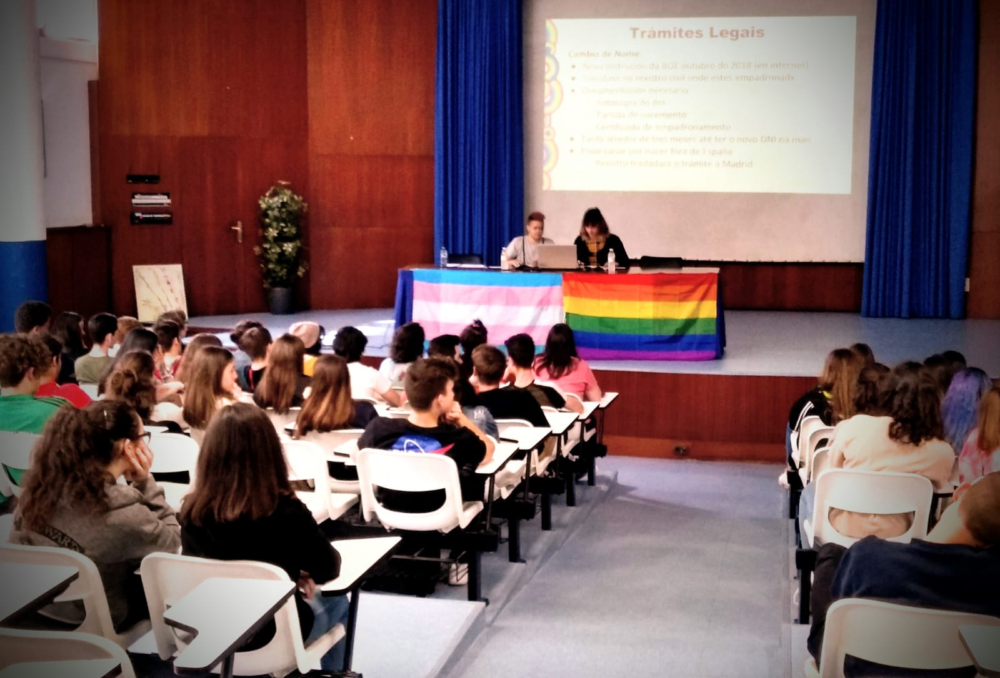 Trámites Legais
Cambio de Nome:
Nova instrución da BOE outubro do 2018 (en internet)
Solicitase no rexistro civil onde estes empadronadx
Documentación necesario
Fotocopia do dni
Partida de nacemento
Certificado de empadronamento
Tarda arredor de tres meses até ter o novo DNI na man
Pode variar por nacer fora de España
Rexistro trasladará o trámite a Madrid